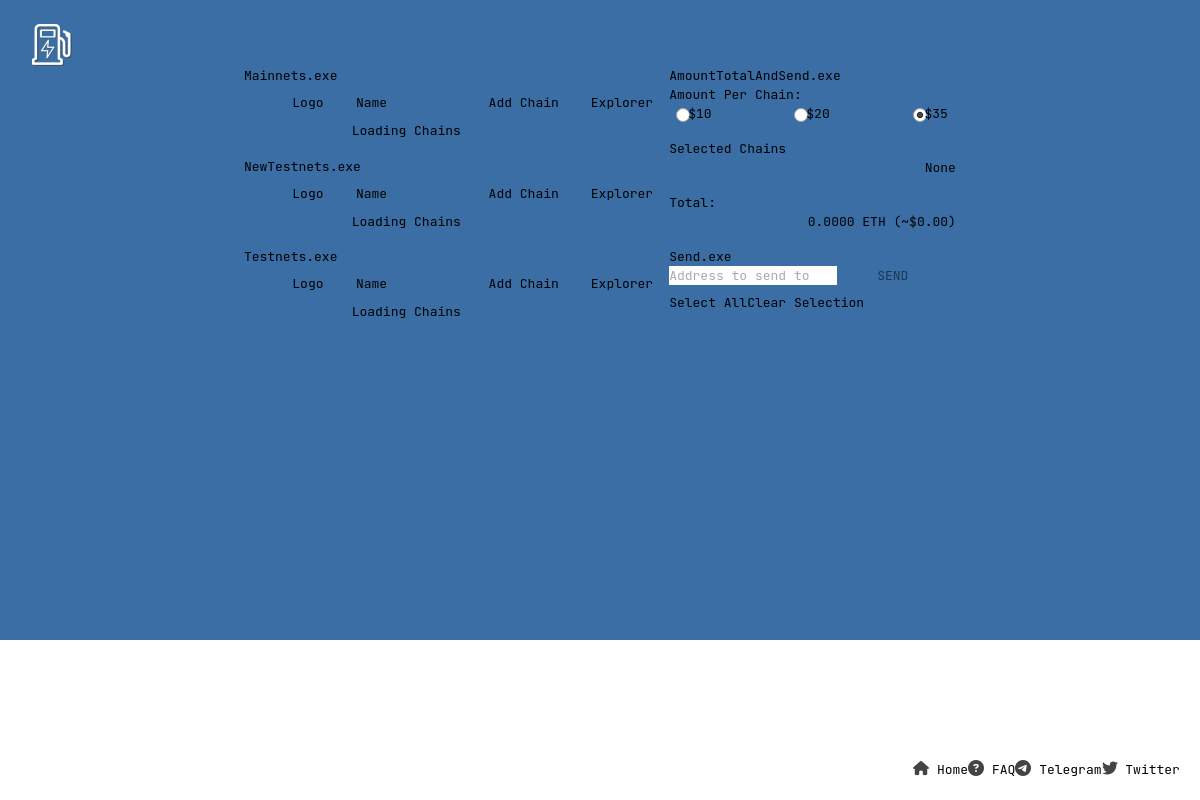 Mainnets.exe
Logo Name Add Chain Explorer
Loading Chains
NewTestnets.exe
Logo Name Add Chain Explorer
Loading Chains
Testnets.exe
Logo Name Add Chain Explorer
Loading Chains
AmountTotalAndSend.exe
Amount Per Chain:
$10 $20 $35
Selected Chains
None
Total:
0.0000 ETH (~$0.00)
Send.exe
Address to send to SEND
Select AllClear Selection
Home ? FAQ Telegram Twitter